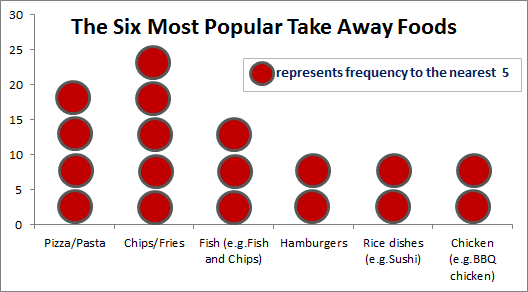 The Six Most Popular Take Away Foods
represents frequency to the nearest 5
30
25
20
15
10
5
0
Pizza/Pasta
Chips/Fries
Fish (e.g.Fish
and Chips)
Hamburgers
Rice dishes
(e.g.Sushi)
Chicken
(e.g.BBQ
chicken)